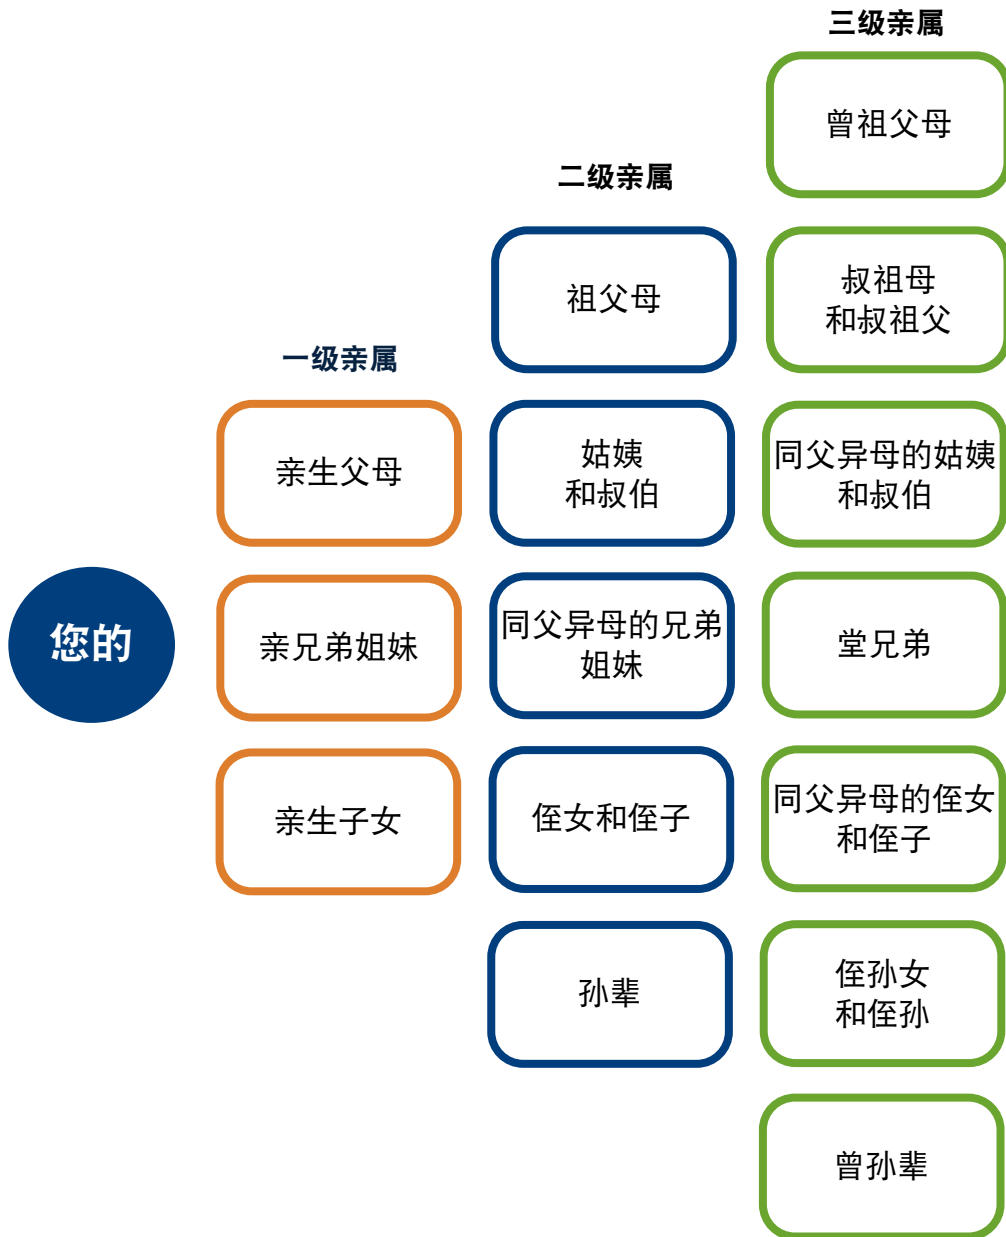 三级亲属
曾祖父母
二级亲属
祖父母
叔祖母
和叔祖父
一级亲属
亲生父母
姑姨
和叔伯
同父异母的姑姨
和叔伯
您的
亲兄弟姐妹
同父异母的兄弟
姐妹
堂兄弟
亲生子女
侄女和侄子
同父异母的侄女
和侄子
孙辈
侄孙女
和侄孙
曾孙辈